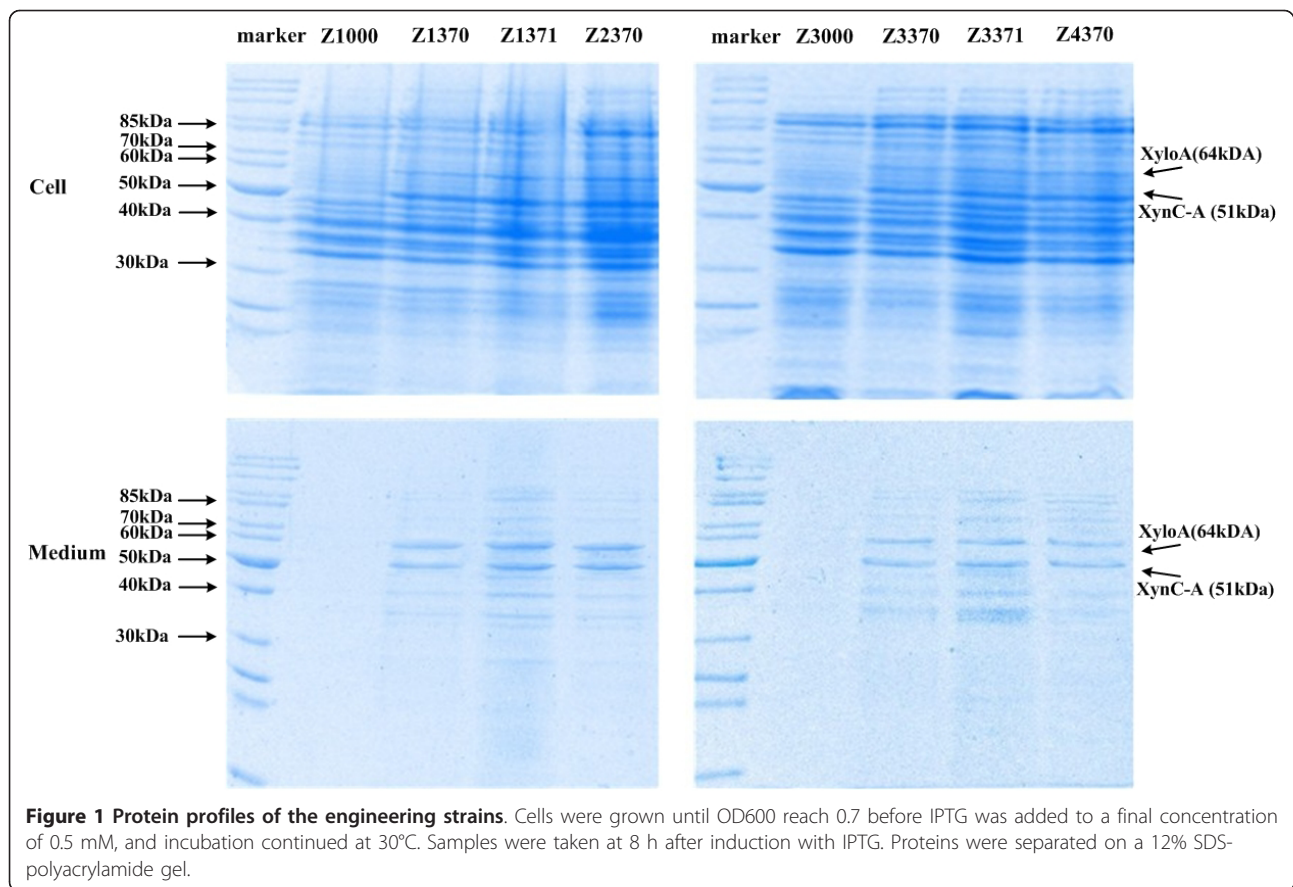 marker Z1000 Z1370 Z1371 Z2370
marker Z3000 Z3370 Z3371 Z4370
Cell
85kDa
70kDa
60kDa
50kDa
40kDa
30kDa
XyloA(64kDA)
XynC-A (51kDa)
Medium
85kDa
70kDa
60kDa
50kDa
40kDa
30kDa
XyloA(64kDA)
XynC-A (51kDa)
Figure 1 Protein profiles of the engineering strains. Cells were grown until OD600 reach 0.7 before IPTG was added to a final concentration
of 0.5 mM, and incubation continued at 30°C. Samples were taken at 8 h after induction with IPTG. Proteins were separated on a 12% SDS-
polyacrylamide gel.